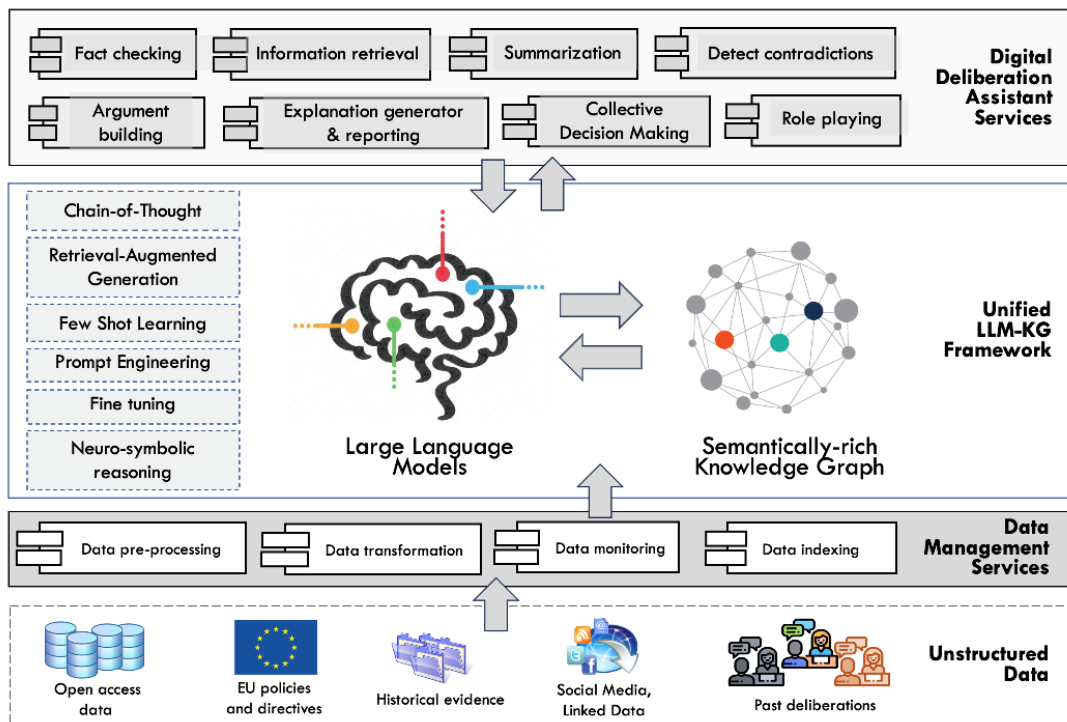 Fact checking
Information retrieval
Summarization
Detect contradictions
Digital
Deliberation
Assistant
Services
Argument
building
Explanation generator
& reporting
Collective
Decision Making
Role playing
Chain-of-Thought
Retrieval-Augmented
Generation
Few Shot Learning
Prompt Engineering
Fine tuning
Neuro-symbolic
reasoning
Large Language
Models
Semantically-rich
Knowledge Graph
Unified
LLM-KG
Framework
Data pre-processing
Data transformation
Data monitoring
Data indexing
Data
Management
Services
Open access
data
EU policies
and directives
Historical evidence
Social Media,
Linked Data
Past deliberations
Unstructured
Data